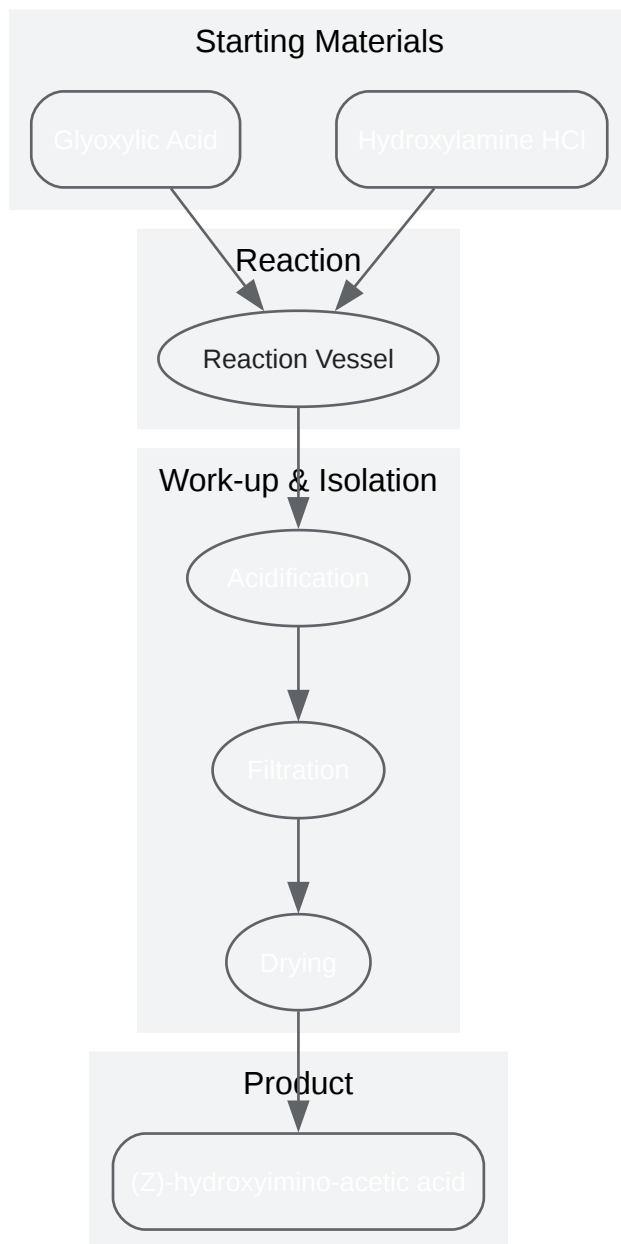 Starting Materials
Glyoxylic Acid
Hydroxylamine HCl
Reaction
Reaction Vessel
Work-up & Isolation
Acidification
Filtration
Drying
Product
(Z)-hydroxyimino-acetic acid